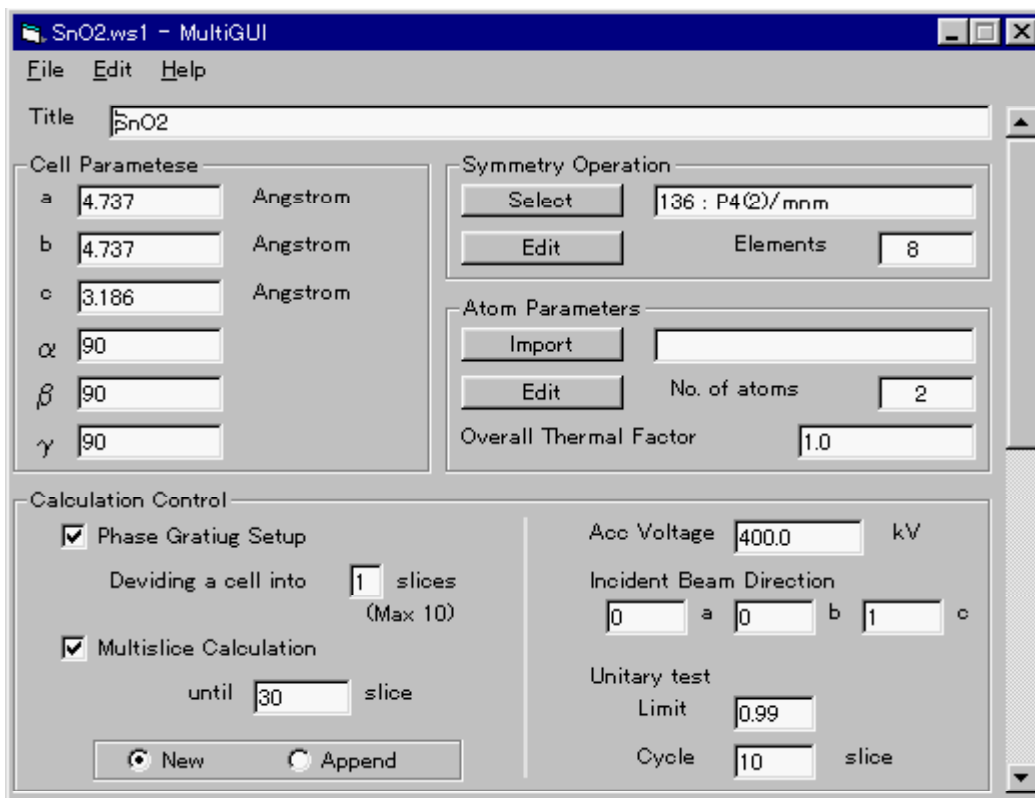 SnO2.ws1 - MultiGUI
File Edit Help
Title SnO2
Cell Parametese
a 4.737 Angstrom
b 4.737 Angstrom
c 3.186 Angstrom
α 90
β 90
γ 90
Symmetry Operation
Select 136 : P4(2)/mnm
Edit Elements 8
Atom Parameters
Import
Edit No. of atoms 2
Overall Thermal Factor 1.0
Calculation Control
Phase Gratiug Setup
Deviding a cell into 1 slices
(Max 10)
Multislice Calculation
until 30 slice
New Append
Acc Voltage 400.0 kV
Incident Beam Direction
0 a 0 b 1 c
Unitary test
Limit 0.99
Cycle 10 slice